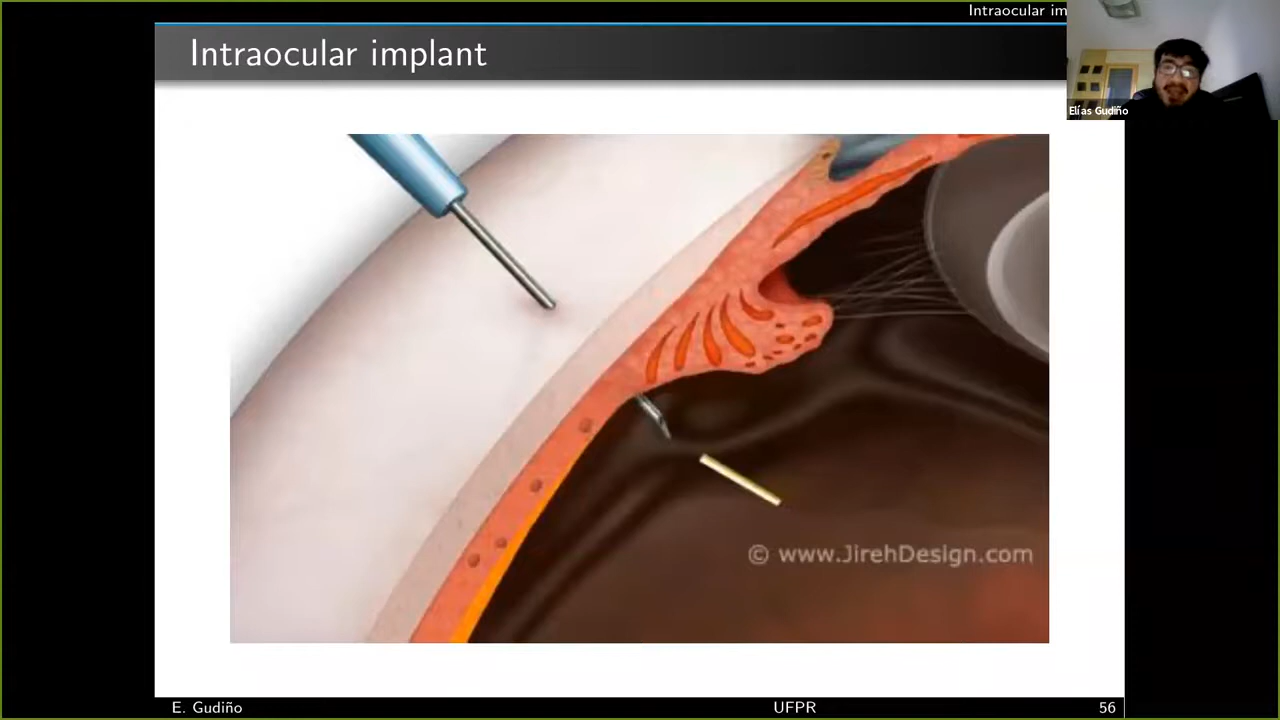 Intraocular im
Intraocular implant
Elías Gudiño
© www.JirehDesign.com
E. Gudiño
UFPR
56